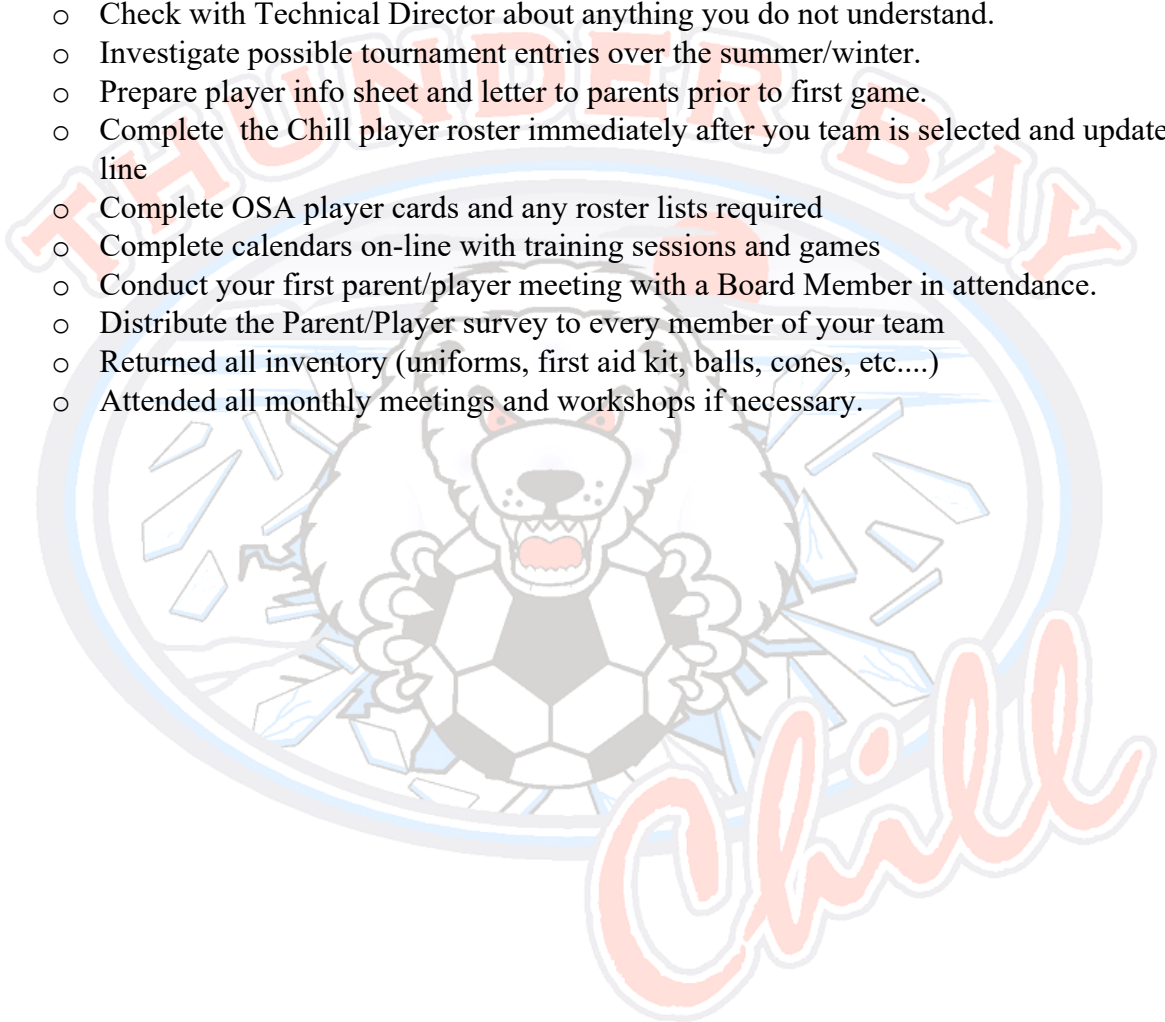 o Check with Technical Director about anything you do not understand.
o Investigate possible tournament entries over the summer/winter.
o Prepare player info sheet and letter to parents prior to first game.
o Complete the Chill player roster immediately after you team is selected and update
line
o Complete OSA player cards and any roster lists required
o Complete calendars on-line with training sessions and games
o Conduct your first parent/player meeting with a Board Member in attendance.
o Distribute the Parent/Player survey to every member of your team
o Returned all inventory (uniforms, first aid kit, balls, cones, etc....)
o Attended all monthly meetings and workshops if necessary.
THUNDER BAY
Chill